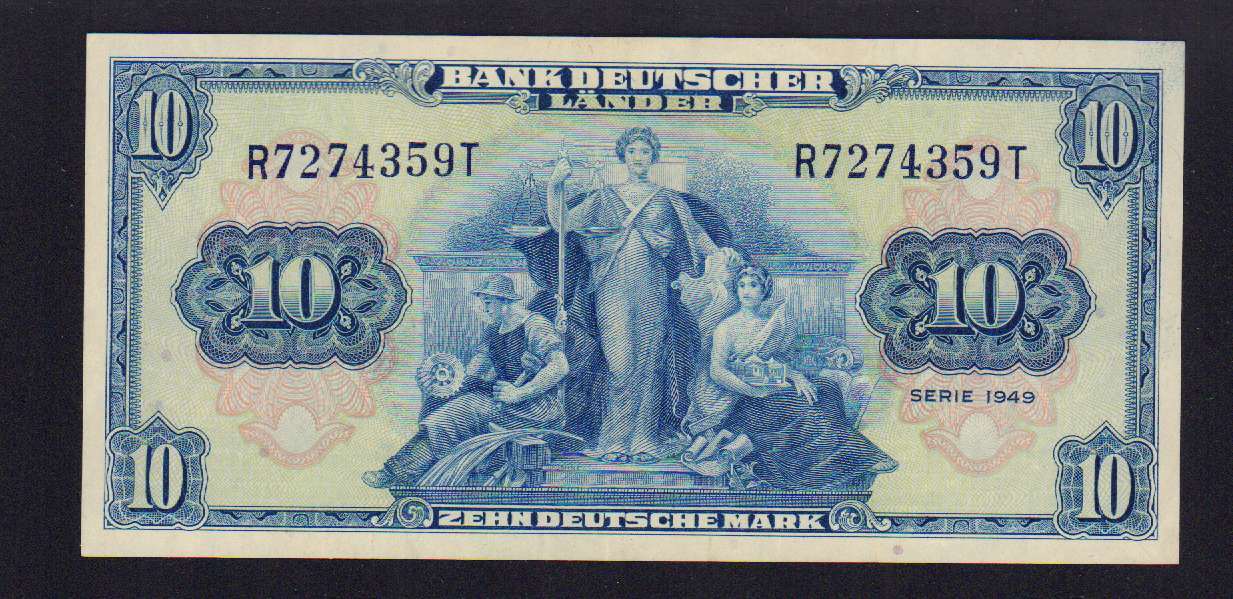 10 BANK DEUTSCHER 10
LÄNDER
R7274359T R7274359T
10 10
SERIE 1949
10 ZEHN DEUTSCHE MARK 10